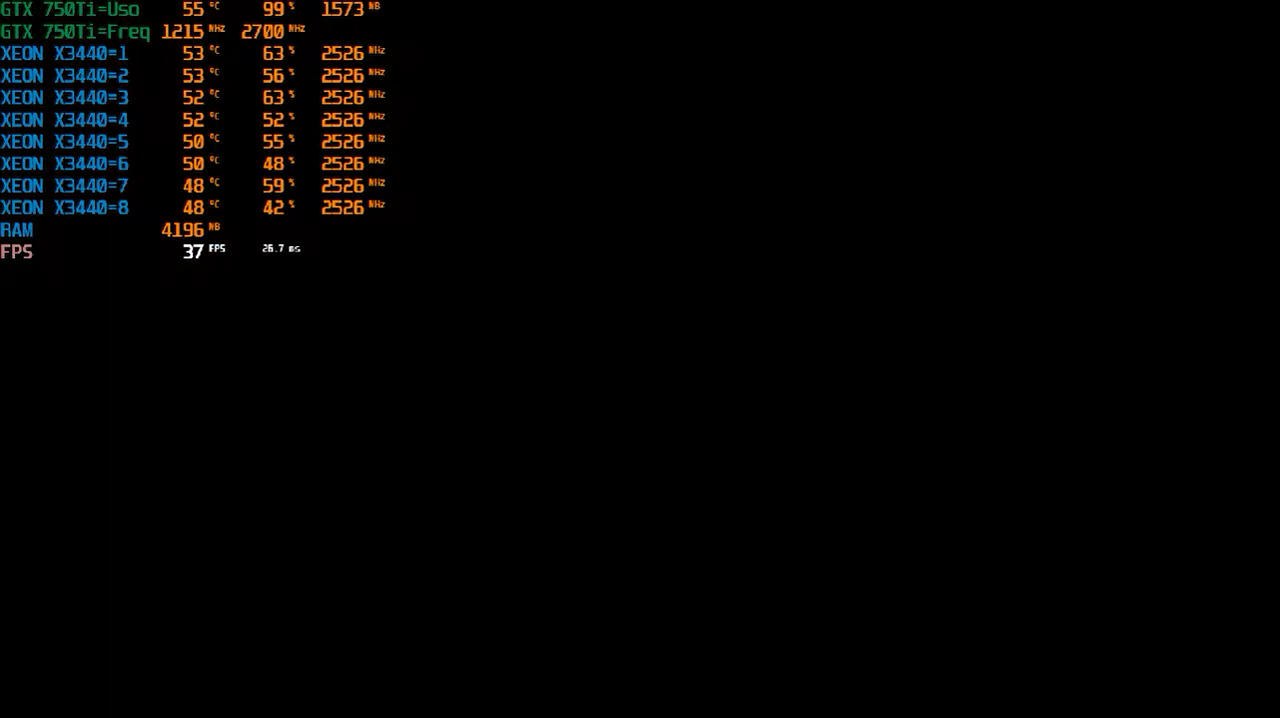 GTX 750Ti=Uso 55 °C 99 % 1573 MB
GTX 750Ti=Freq 1215 MHz 2700 MHz
XEON X3440=1 53 °C 63 % 2526 MHz
XEON X3440=2 53 °C 56 % 2526 MHz
XEON X3440=3 52 °C 63 % 2526 MHz
XEON X3440=4 52 °C 52 % 2526 MHz
XEON X3440=5 50 °C 55 % 2526 MHz
XEON X3440=6 50 °C 48 % 2526 MHz
XEON X3440=7 48 °C 59 % 2526 MHz
XEON X3440=8 48 °C 42 % 2526 MHz
RAM 4196 MB
FPS 37 FPS 26.7 ms